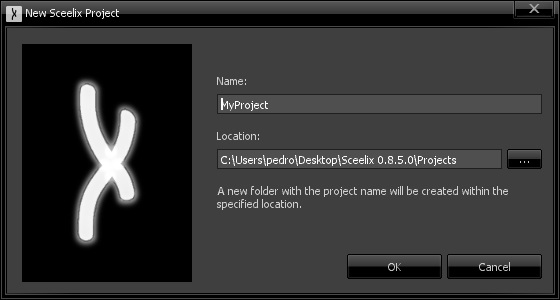 New Sceelix Project
Name:
MyProject
Location:
C:\Users\pedro\Desktop\Sceelix 0.8.5.0\Projects
...
A new folder with the project name will be created within the
specified location.
OK
Cancel